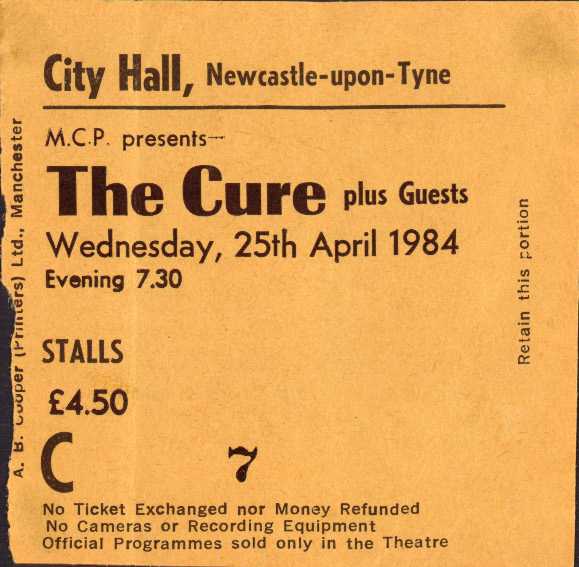 City Hall, Newcastle-upon-Tyne
M.C.P. presents—
The Cure plus Guests
Wednesday, 25th April 1984
Evening 7.30
STALLS
£4.50
C 7
No Ticket Exchanged nor Money Refunded
No Cameras or Recording Equipment
Official Programmes sold only in the Theatre
A. B. Cooper (Printers) Ltd., Manchester
Retain this portion